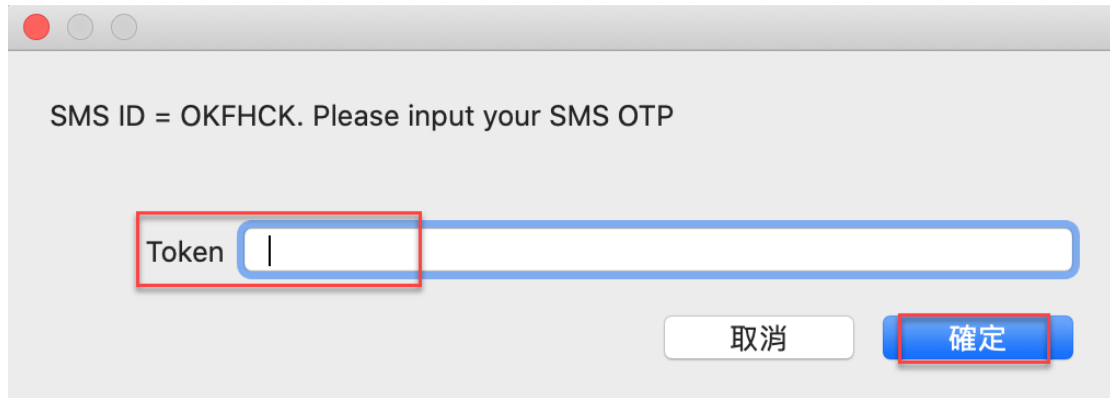 SMS ID = OKFHCK. Please input your SMS OTP
Token
取消
確定